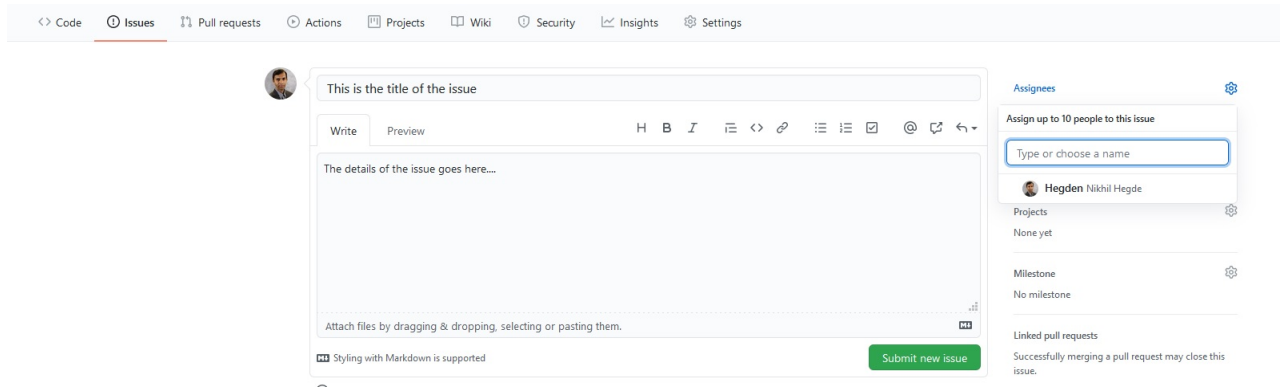 Code Issues Pull requests Actions Projects Wiki Security Insights Settings
This is the title of the issue
Write Preview
The details of the issue goes here....
Attach files by dragging & dropping, selecting or pasting them.
Styling with Markdown is supported
Submit new issue
Assignees
Assign up to 10 people to this issue
Type or choose a name
Hegden Nikhil Hegde
Projects
None yet
Milestone
No milestone
Linked pull requests
Successfully merging a pull request may close this
issue.